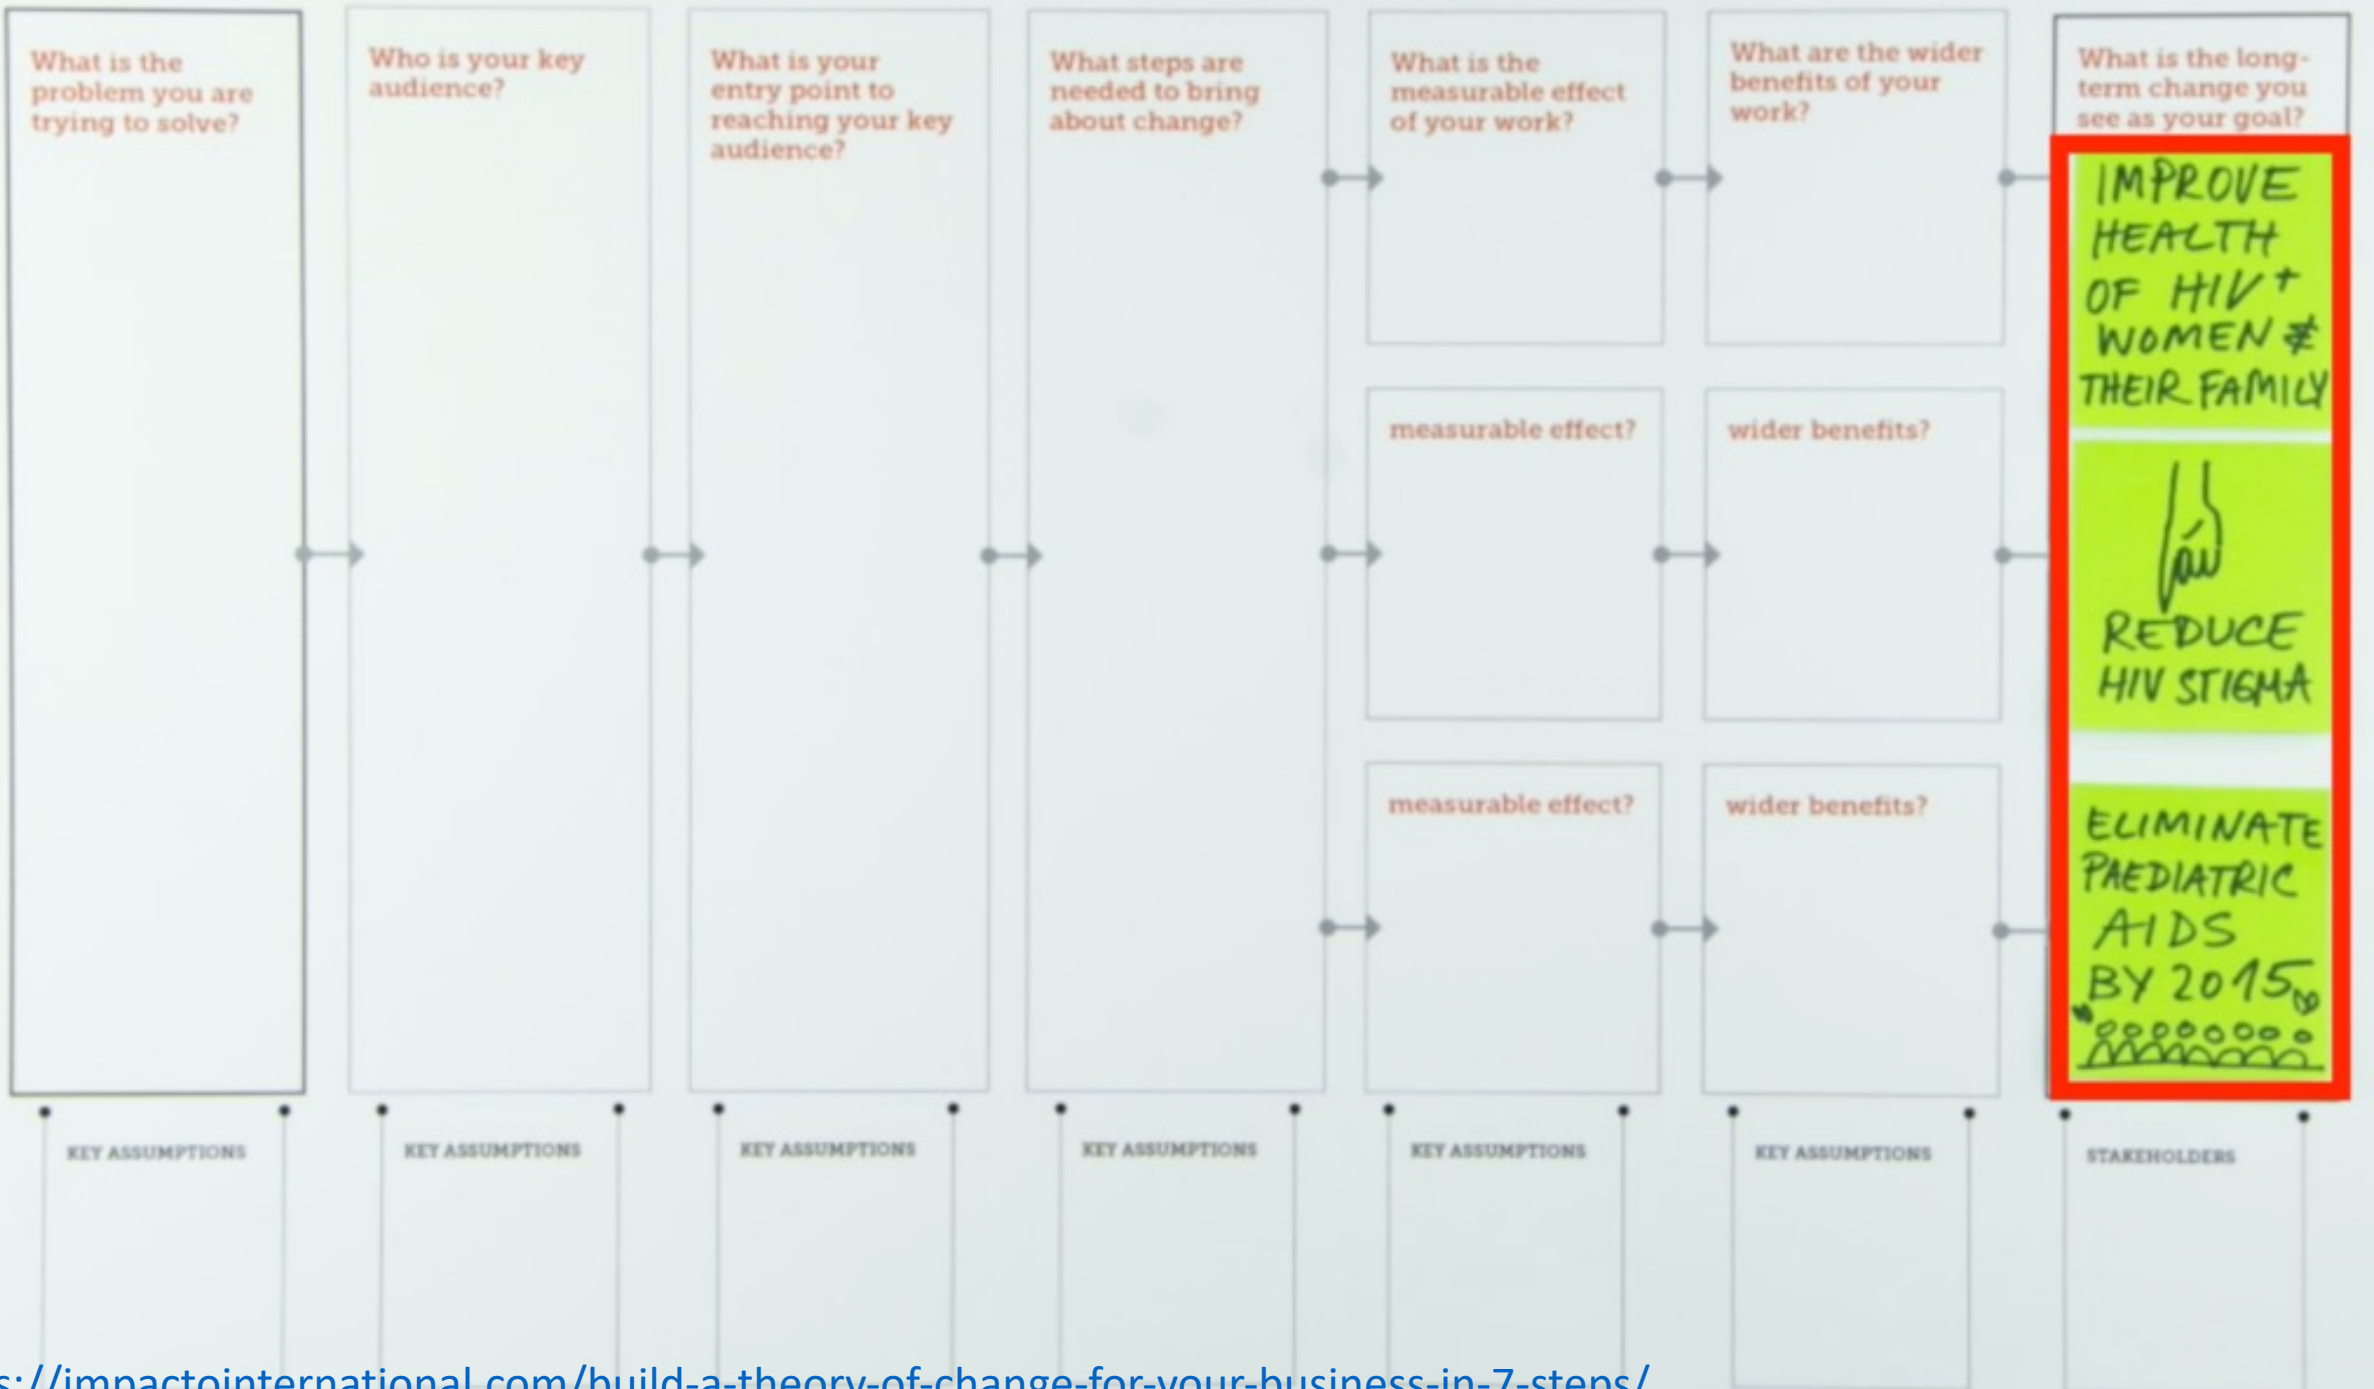 What is the
problem you are
trying to solve?
Who is your key
audience?
What is your
entry point to
reaching your key
audience?
What steps are
needed to bring
about change?
What is the
measurable effect
of your work?
What are the wider
benefits of your
work?
What is the long-
term change you
see as your goal?
IMPROVE
HEALTH
OF HIV+
WOMEN &
THEIR FAMILY
measurable effect?
wider benefits?
REDUCE
HIV STIGMA
measurable effect?
wider benefits?
ELIMINATE
PAEDIATRIC
AIDS
BY 2015
KEY ASSUMPTIONS
KEY ASSUMPTIONS
KEY ASSUMPTIONS
KEY ASSUMPTIONS
KEY ASSUMPTIONS
KEY ASSUMPTIONS
STAKEHOLDERS
s://impactointernational.com/build-a-theory-of-change-for-your-business-in-7-steps/